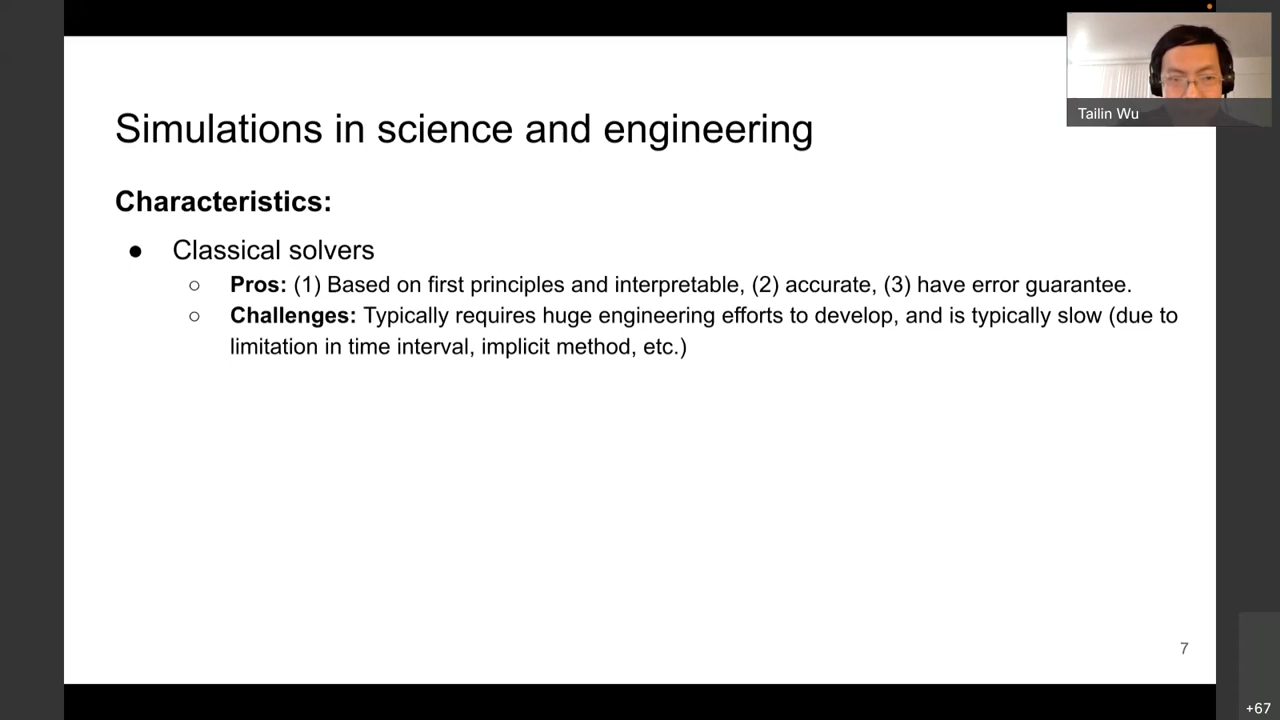 Tailin Wu
Simulations in science and engineering
Characteristics:
● Classical solvers
○ Pros: (1) Based on first principles and interpretable, (2) accurate, (3) have error guarantee.
○ Challenges: Typically requires huge engineering efforts to develop, and is typically slow (due to
limitation in time interval, implicit method, etc.)
7
+67